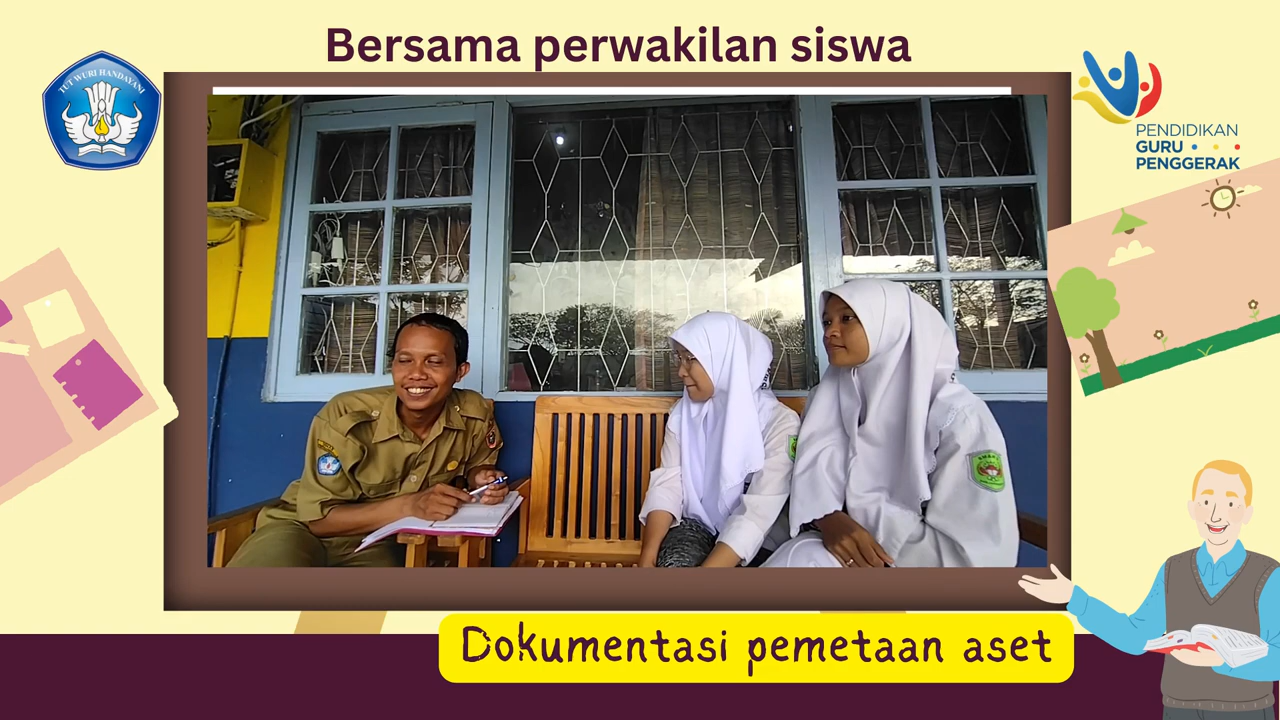 Bersama perwakilan siswa
TUT WURI HANDAYANI
PENDIDIKAN
GURU
PENGGERAK
Dokumentasi pemetaan aset